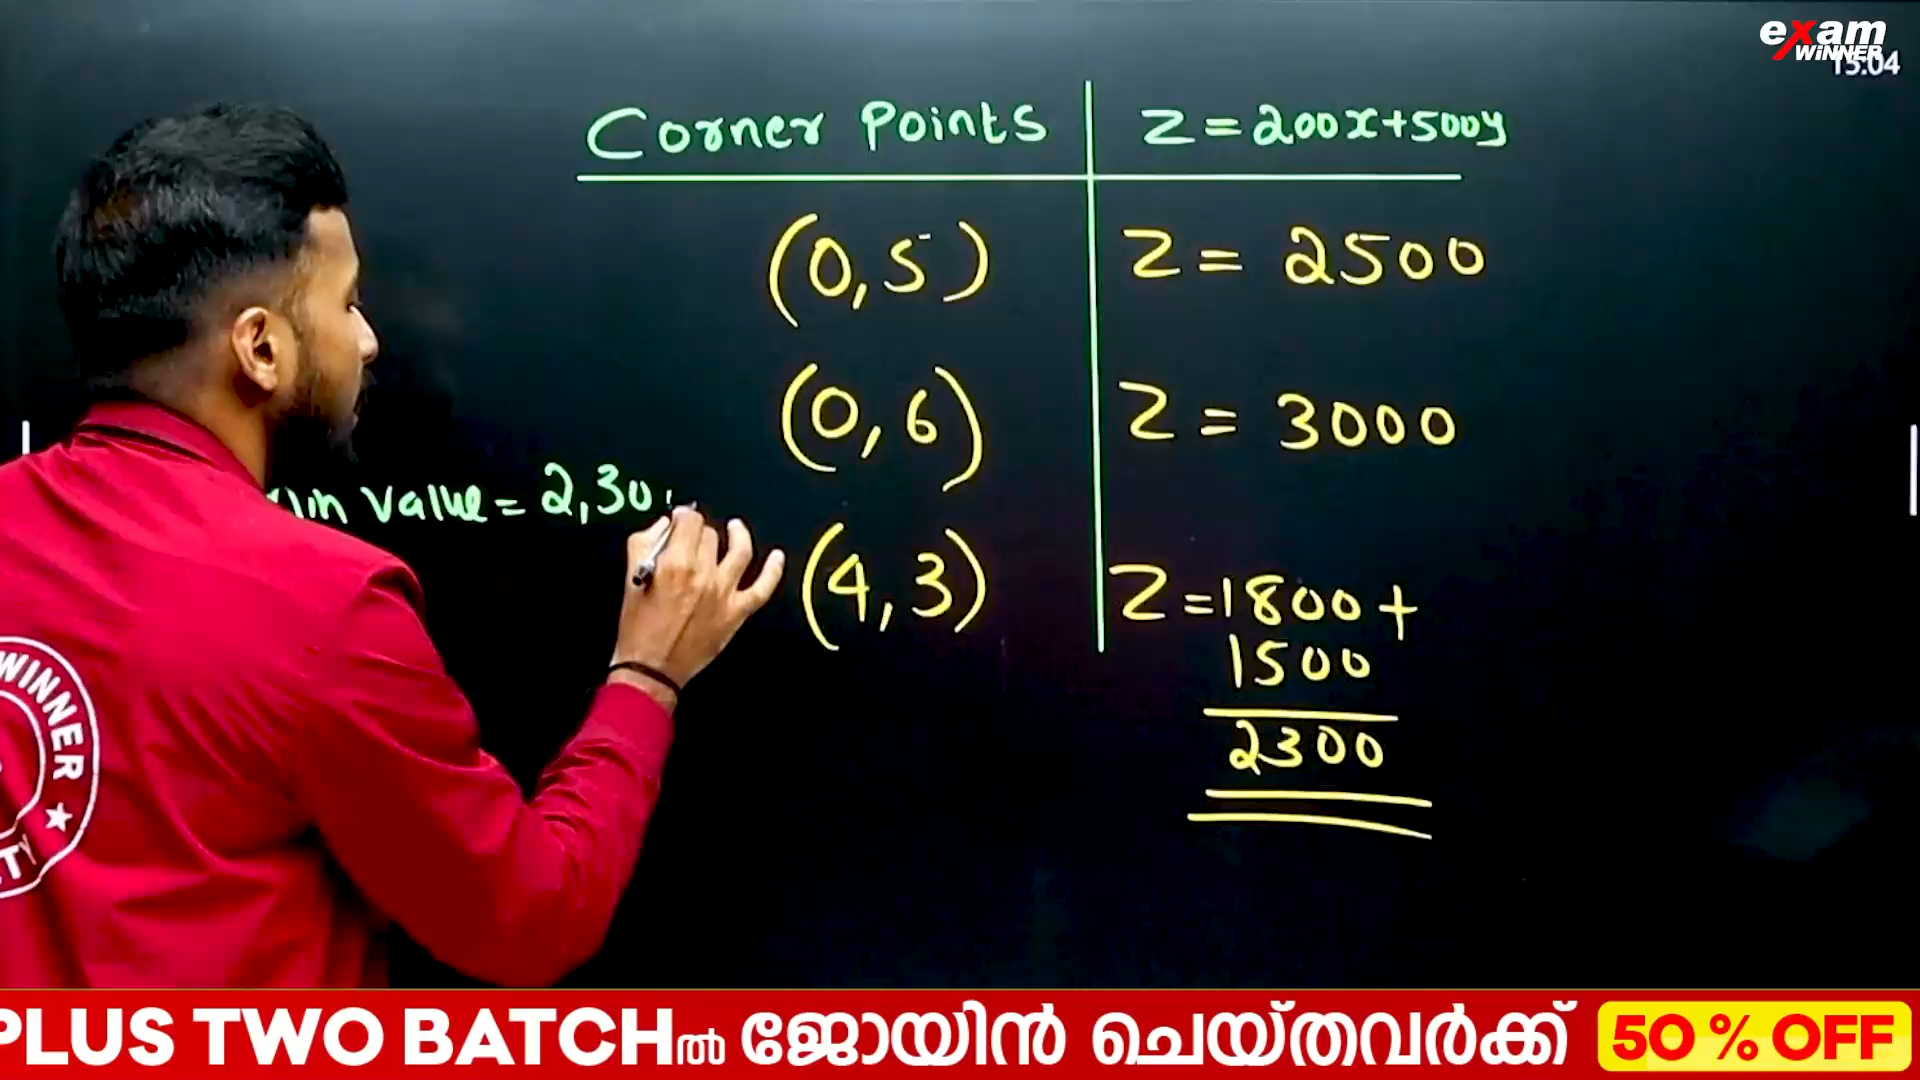 exam
WINNER
15:04
Corner Points Z=200x+500y
(0,5) Z = 2500
(0,6) Z = 3000
Min value = 2,30
(4,3) Z =1800+
1500
2300
WINNER
PLUS TWO BATCHൽ ജോയിൻ ചെയ്തവർക്ക് 50 % OFF